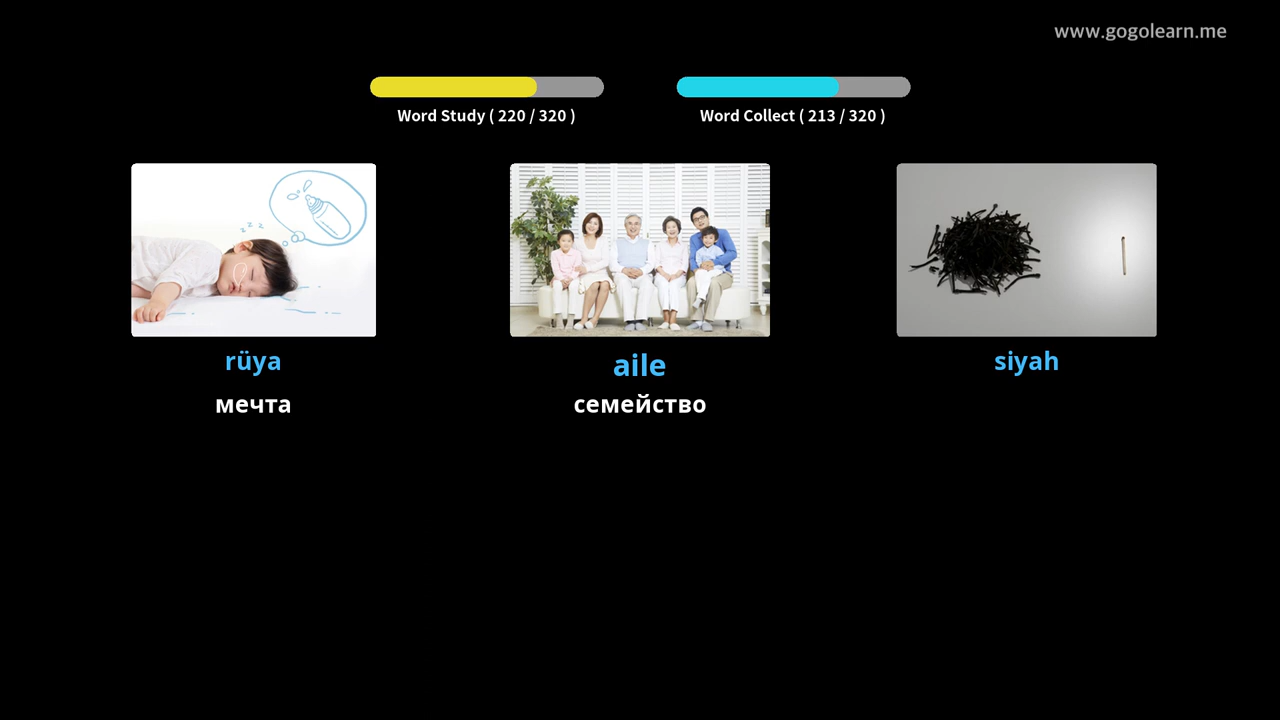 www.gogolearn.me
Word Study ( 220 / 320 )
Word Collect ( 213 / 320 )
z z z
rüya
aile
siyah
мечта
семейство